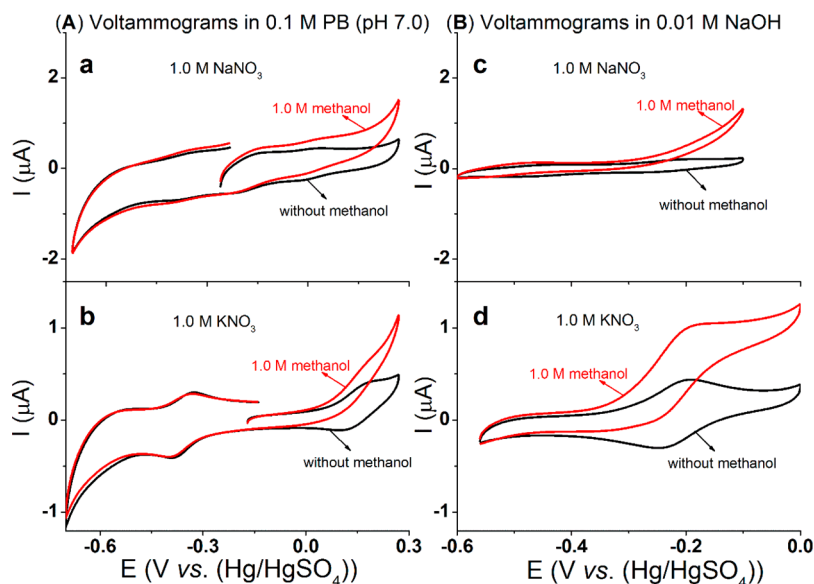 (A) Voltammograms in 0.1 M PB (pH 7.0)
(B) Voltammograms in 0.01 M NaOH
a
1.0 M NaNO₃
1.0 M methanol
without methanol
2
0
-2
I (μA)
c
1.0 M NaNO₃
1.0 M methanol
without methanol
2
0
-2
I (μA)
b
1.0 M KNO₃
1.0 M methanol
without methanol
1
0
-1
I (μA)
-0.6 -0.3 0.0 0.3
E (V vs. (Hg/HgSO₄))
d
1.0 M KNO₃
1.0 M methanol
without methanol
1
0
-1
I (μA)
-0.6 -0.4 -0.2 0.0
E (V vs. (Hg/HgSO₄))